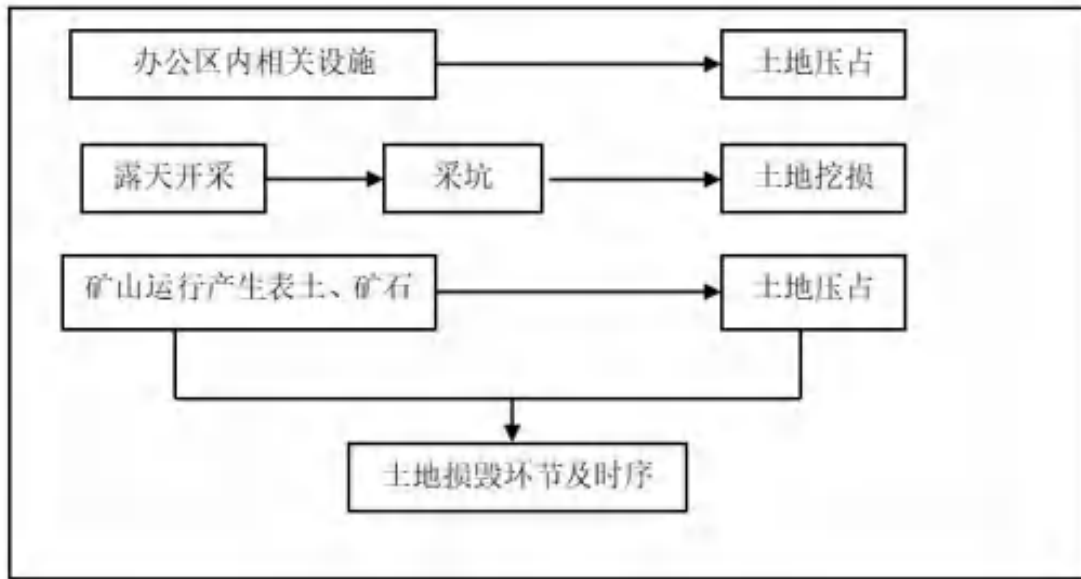 办公区内相关设施
土地压占
露天开采
采坑
土地挖损
矿山运行产生表土、矿石
土地压占
土地损毁环节及时序